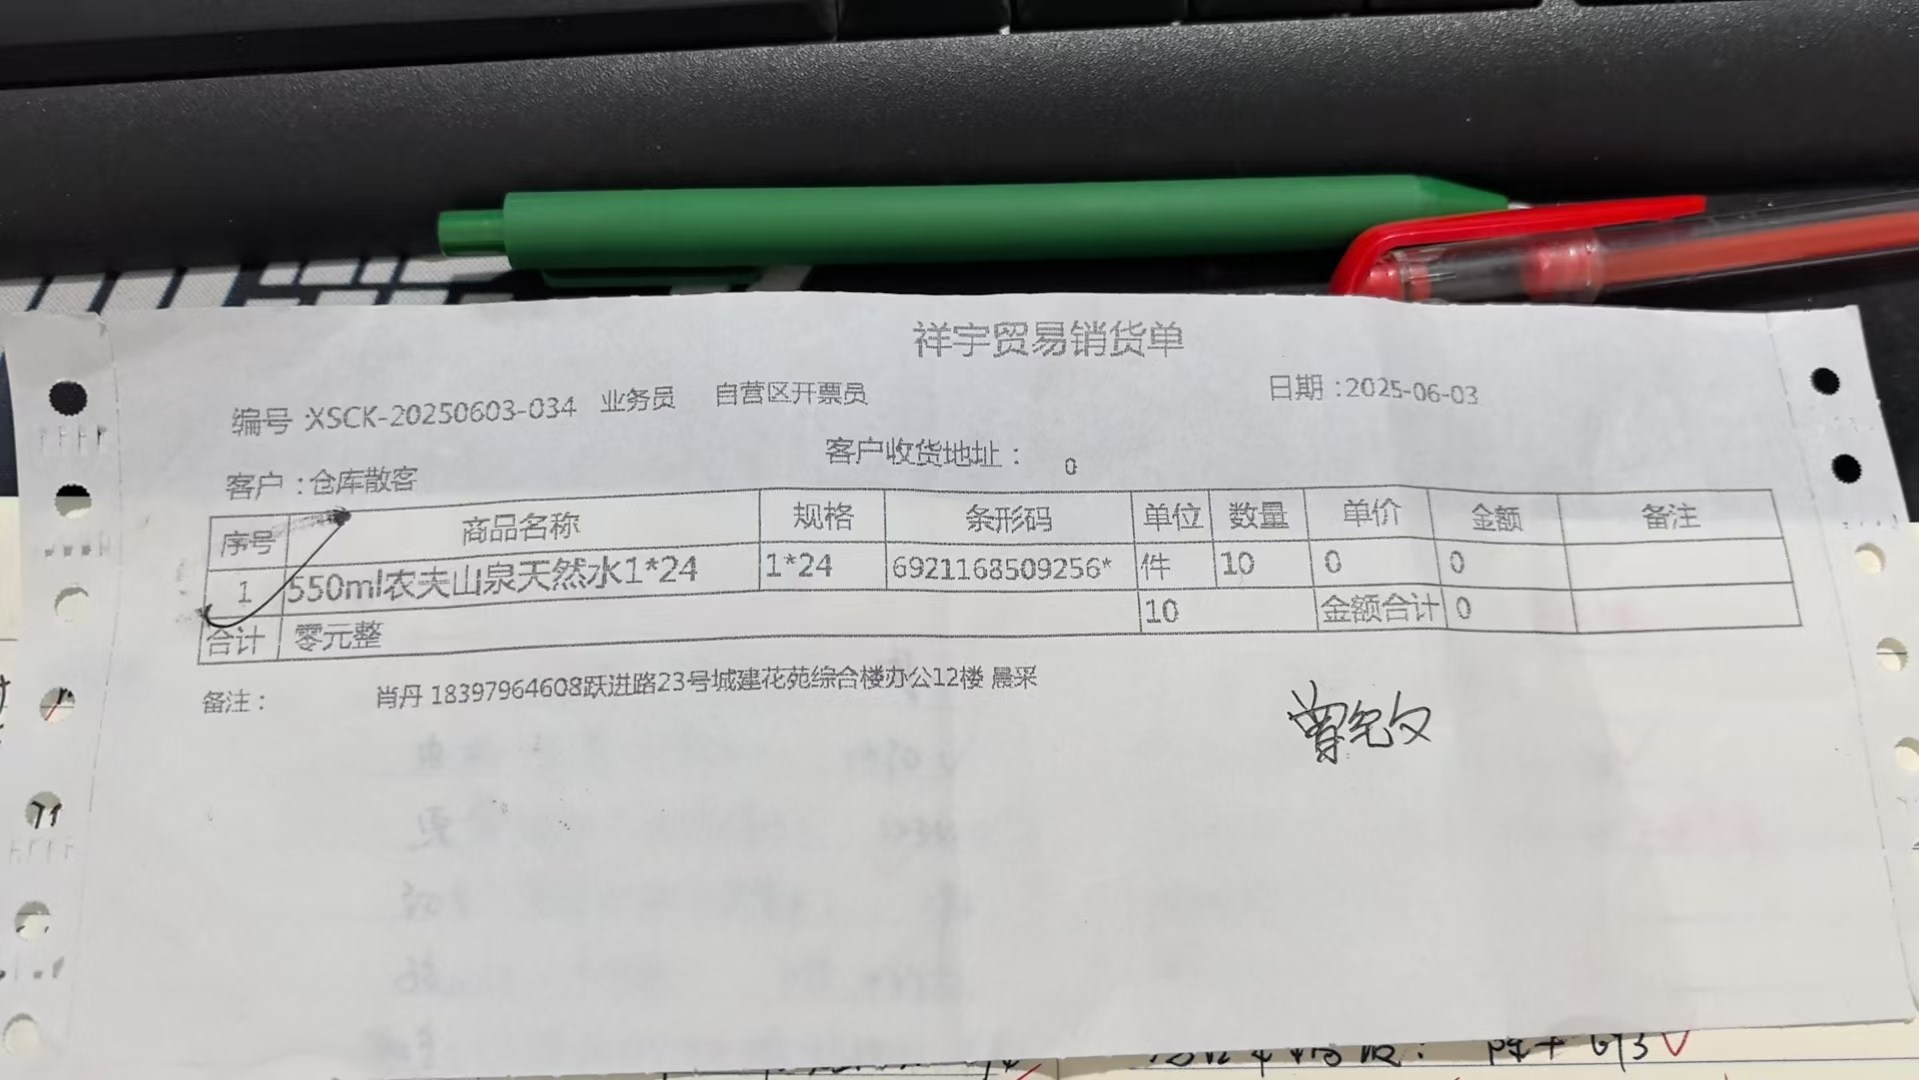 祥宇贸易销货单
编号 XSCK-20250603-034 业务员 自营区开票员 日期:2025-06-03
客户收货地址: 0
客户:仓库散客
序号 商品名称 规格 条形码 单位 数量 单价 金额 备注
1 550ml农夫山泉天然水1*24 1*24 6921168509256* 件 10 0 0
合计 零元整 10 金额合计 0
备注: 肖丹 18397964608跃进路23号城建花苑综合楼办公12楼 晨采